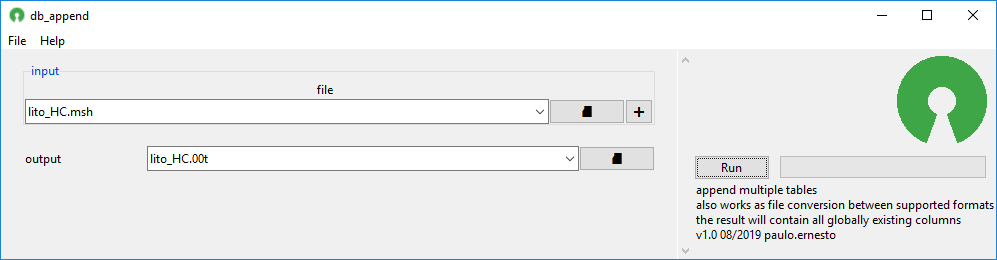 db_append
File Help
input
file
lito_HC.msh
+
output
lito_HC.00t
Run
append multiple tables
also works as file conversion between supported formats
the result will contain all globally existing columns
v1.0 08/2019 paulo.ernesto